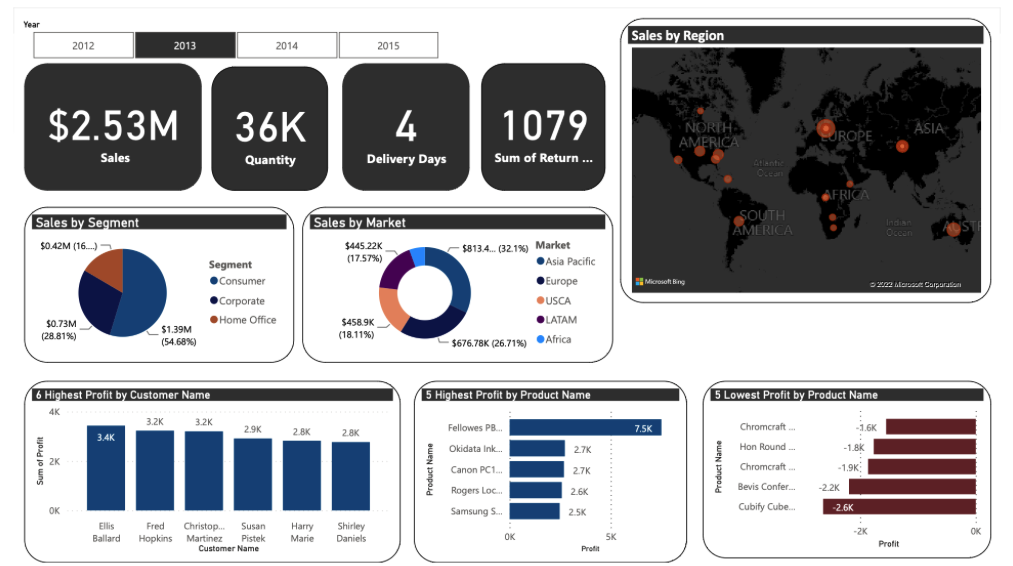 Year
2012 2013 2014 2015
$2.53M
Sales
36K
Quantity
4
Delivery Days
1079
Sum of Return ...
Sales by Region
NORTH
AMERICA
EUROPE
ASIA
Atlantic
Ocean
AFRICA
SOUTH
AMERICA
Indian
Ocean
AUST
Microsoft Bing
© 2022 Microsoft Corporation
Sales by Segment
$0.42M (16....)
$0.73M
(28.81%)
$1.39M
(54.68%)
Segment
Consumer
Corporate
Home Office
Sales by Market
$445.22K
(17.57%)
$813.4... (32.1%)
$458.9K
(18.11%)
$676.78K (26.71%)
Market
Asia Pacific
Europe
USCA
LATAM
Africa
6 Highest Profit by Customer Name
Sum of Profit
4K
2K
0K
3.4K
3.2K
3.2K
2.9K
2.8K
2.8K
Ellis
Ballard
Fred
Hopkins
Christop...
Martinez
Susan
Pistek
Harry
Marie
Shirley
Daniels
Customer Name
5 Highest Profit by Product Name
Product Name
Fellowes PB... 7.5K
Okidata Ink... 2.7K
Canon PC1... 2.7K
Rogers Loc... 2.6K
Samsung S... 2.5K
0K 5K
Profit
5 Lowest Profit by Product Name
Product Name
Chromcraft ... -1.6K
Hon Round ... -1.8K
Chromcraft ... -1.9K
Bevis Confer... -2.2K
Cubify Cube... -2.6K
-2K 0K
Profit